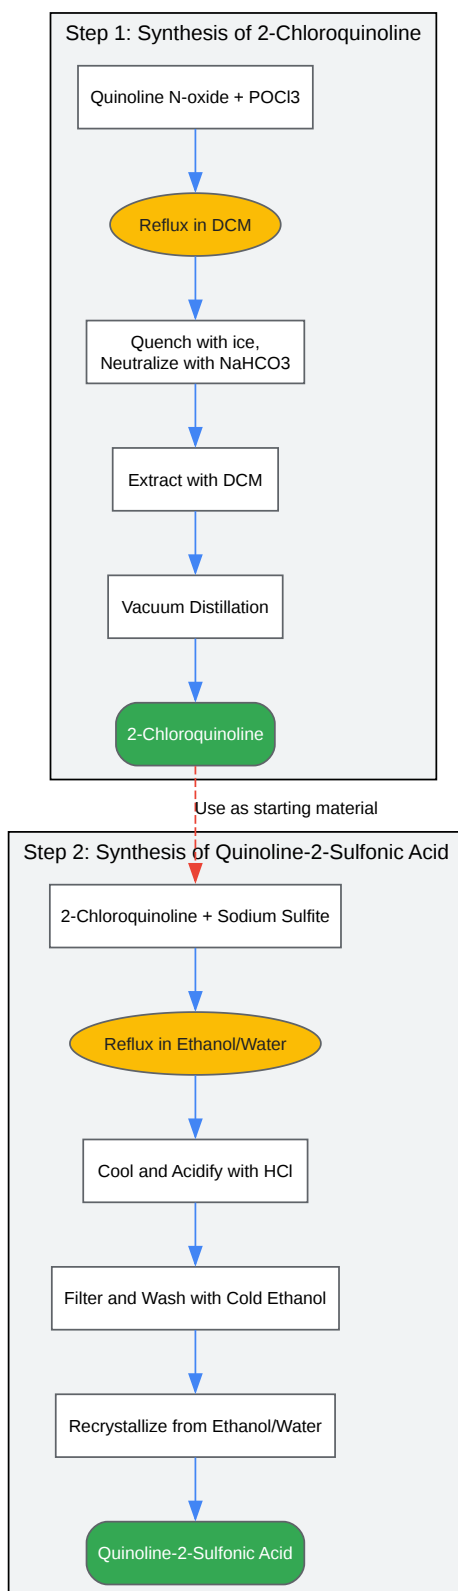 Step 1: Synthesis of 2-Chloroquinoline
Quinoline N-oxide + POCl3
Reflux in DCM
Quench with ice,
Neutralize with NaHCO3
Extract with DCM
Vacuum Distillation
2-Chloroquinoline
Use as starting material
Step 2: Synthesis of Quinoline-2-Sulfonic Acid
2-Chloroquinoline + Sodium Sulfite
Reflux in Ethanol/Water
Cool and Acidify with HCl
Filter and Wash with Cold Ethanol
Recrystallize from Ethanol/Water
Quinoline-2-Sulfonic Acid